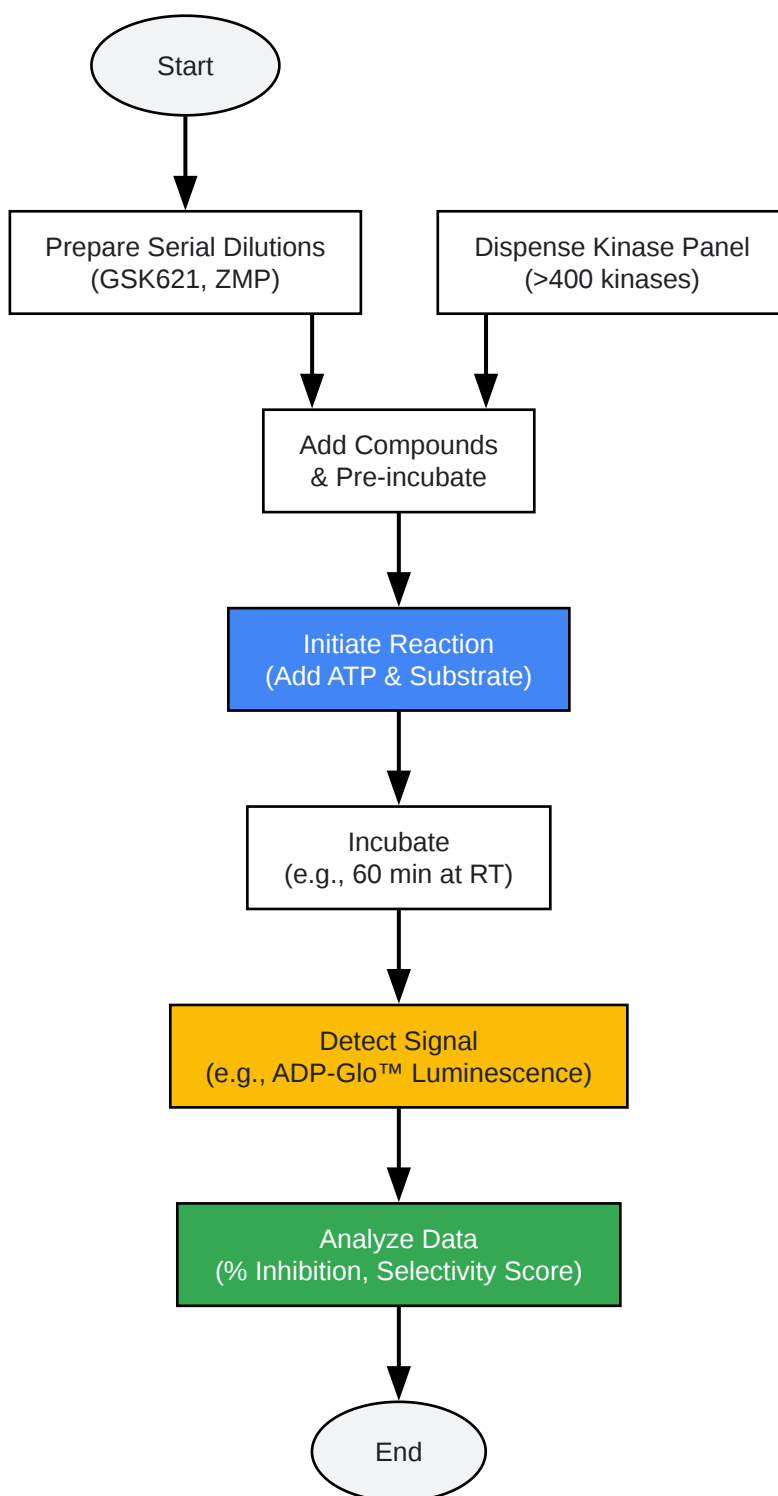 Start
Prepare Serial Dilutions
(GSK621, ZMP)
Dispense Kinase Panel
(>400 kinases)
Add Compounds
& Pre-incubate
Initiate Reaction
(Add ATP & Substrate)
Incubate
(e.g., 60 min at RT)
Detect Signal
(e.g., ADP-Glo™ Luminescence)
Analyze Data
(% Inhibition, Selectivity Score)
End